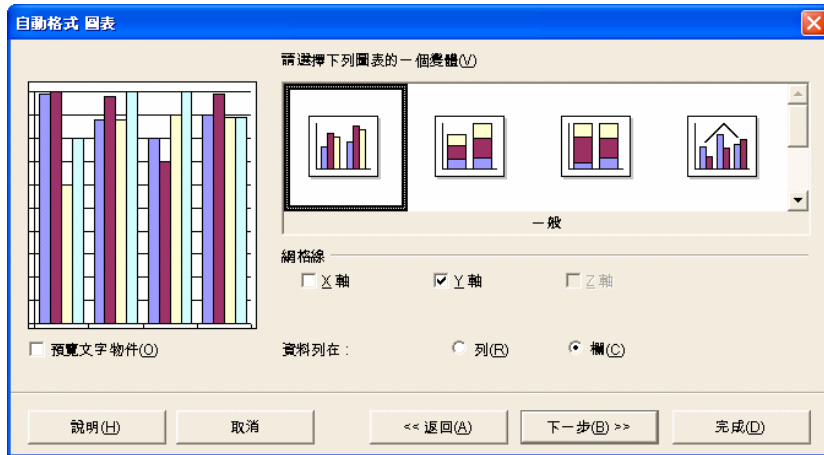 自動格式 圖表
請選擇下列圖表的一個變體(V)
一般
網格線
X 軸 Y 軸 Z 軸
預覽文字物件(O)
資料列在: 列(R) 欄(C)
說明(H) 取消 << 返回(A) 下一步(B) >> 完成(D)